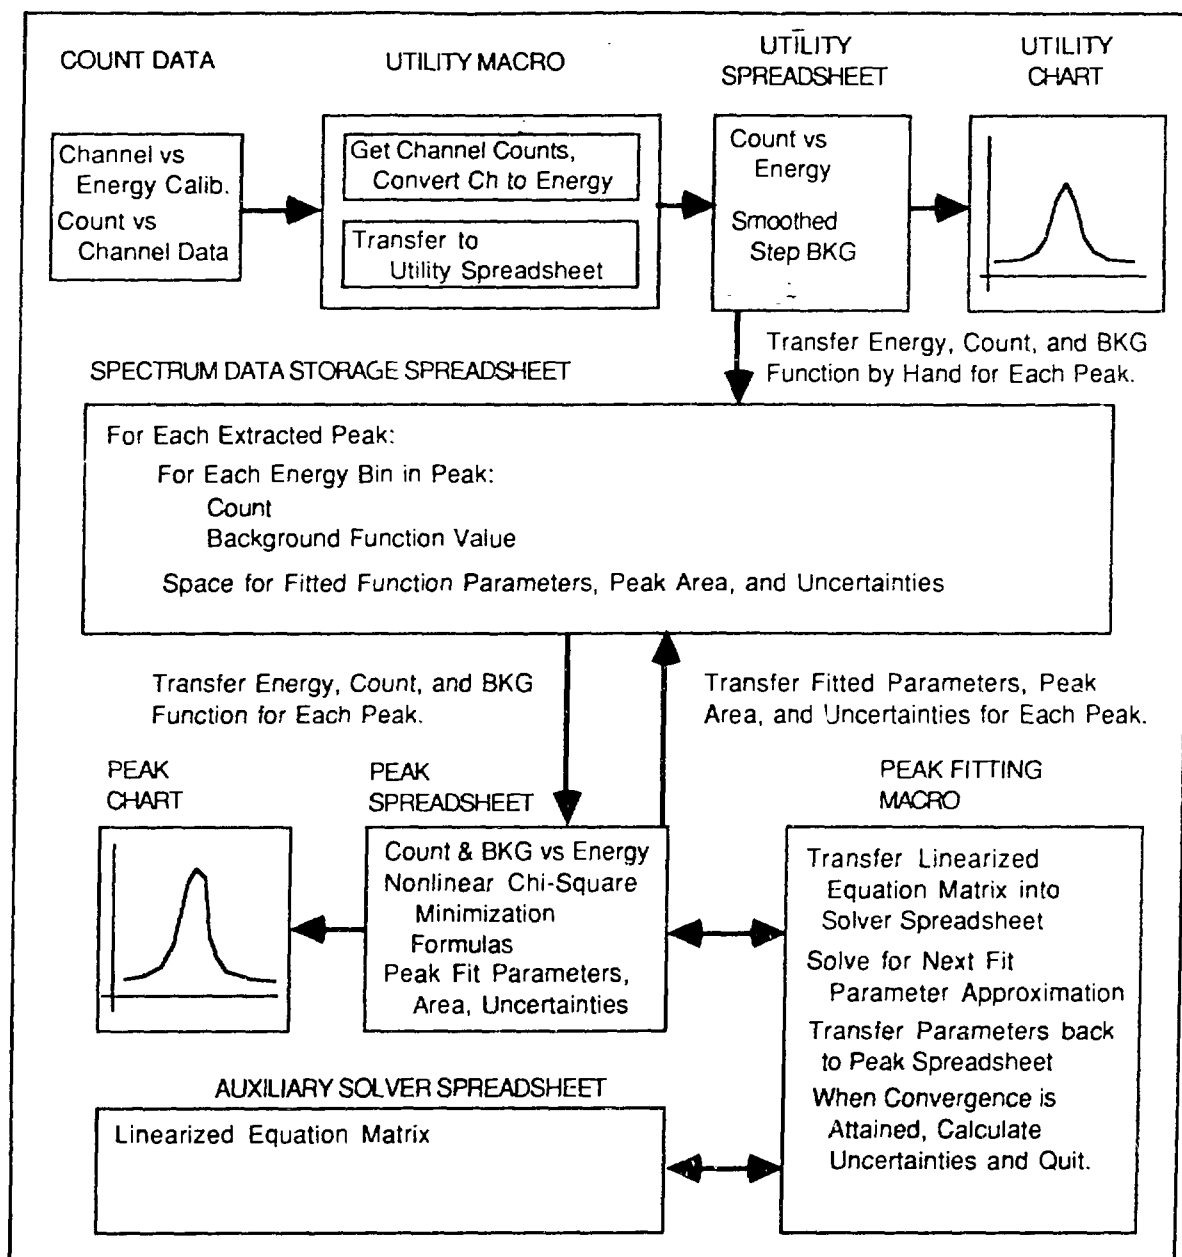 COUNT DATA
UTILITY MACRO
UTILITY
SPREADSHEET
UTILITY
CHART
Channel vs
Energy Calib.
Count vs
Channel Data
Get Channel Counts,
Convert Ch to Energy
Transfer to
Utility Spreadsheet
Count vs
Energy
Smoothed
Step BKG
Transfer Energy, Count, and BKG
Function by Hand for Each Peak.
SPECTRUM DATA STORAGE SPREADSHEET
For Each Extracted Peak:
For Each Energy Bin in Peak:
Count
Background Function Value
Space for Fitted Function Parameters, Peak Area, and Uncertainties
Transfer Energy, Count, and BKG
Function for Each Peak.
Transfer Fitted Parameters, Peak
Area, and Uncertainties for Each Peak.
PEAK
CHART
PEAK
SPREADSHEET
PEAK FITTING
MACRO
Count & BKG vs Energy
Nonlinear Chi-Square
Minimization
Formulas
Peak Fit Parameters,
Area, Uncertainties
Transfer Linearized
Equation Matrix into
Solver Spreadsheet
Solve for Next Fit
Parameter Approximation
Transfer Parameters back
to Peak Spreadsheet
When Convergence is
Attained, Calculate
Uncertainties and Quit.
AUXILIARY SOLVER SPREADSHEET
Linearized Equation Matrix